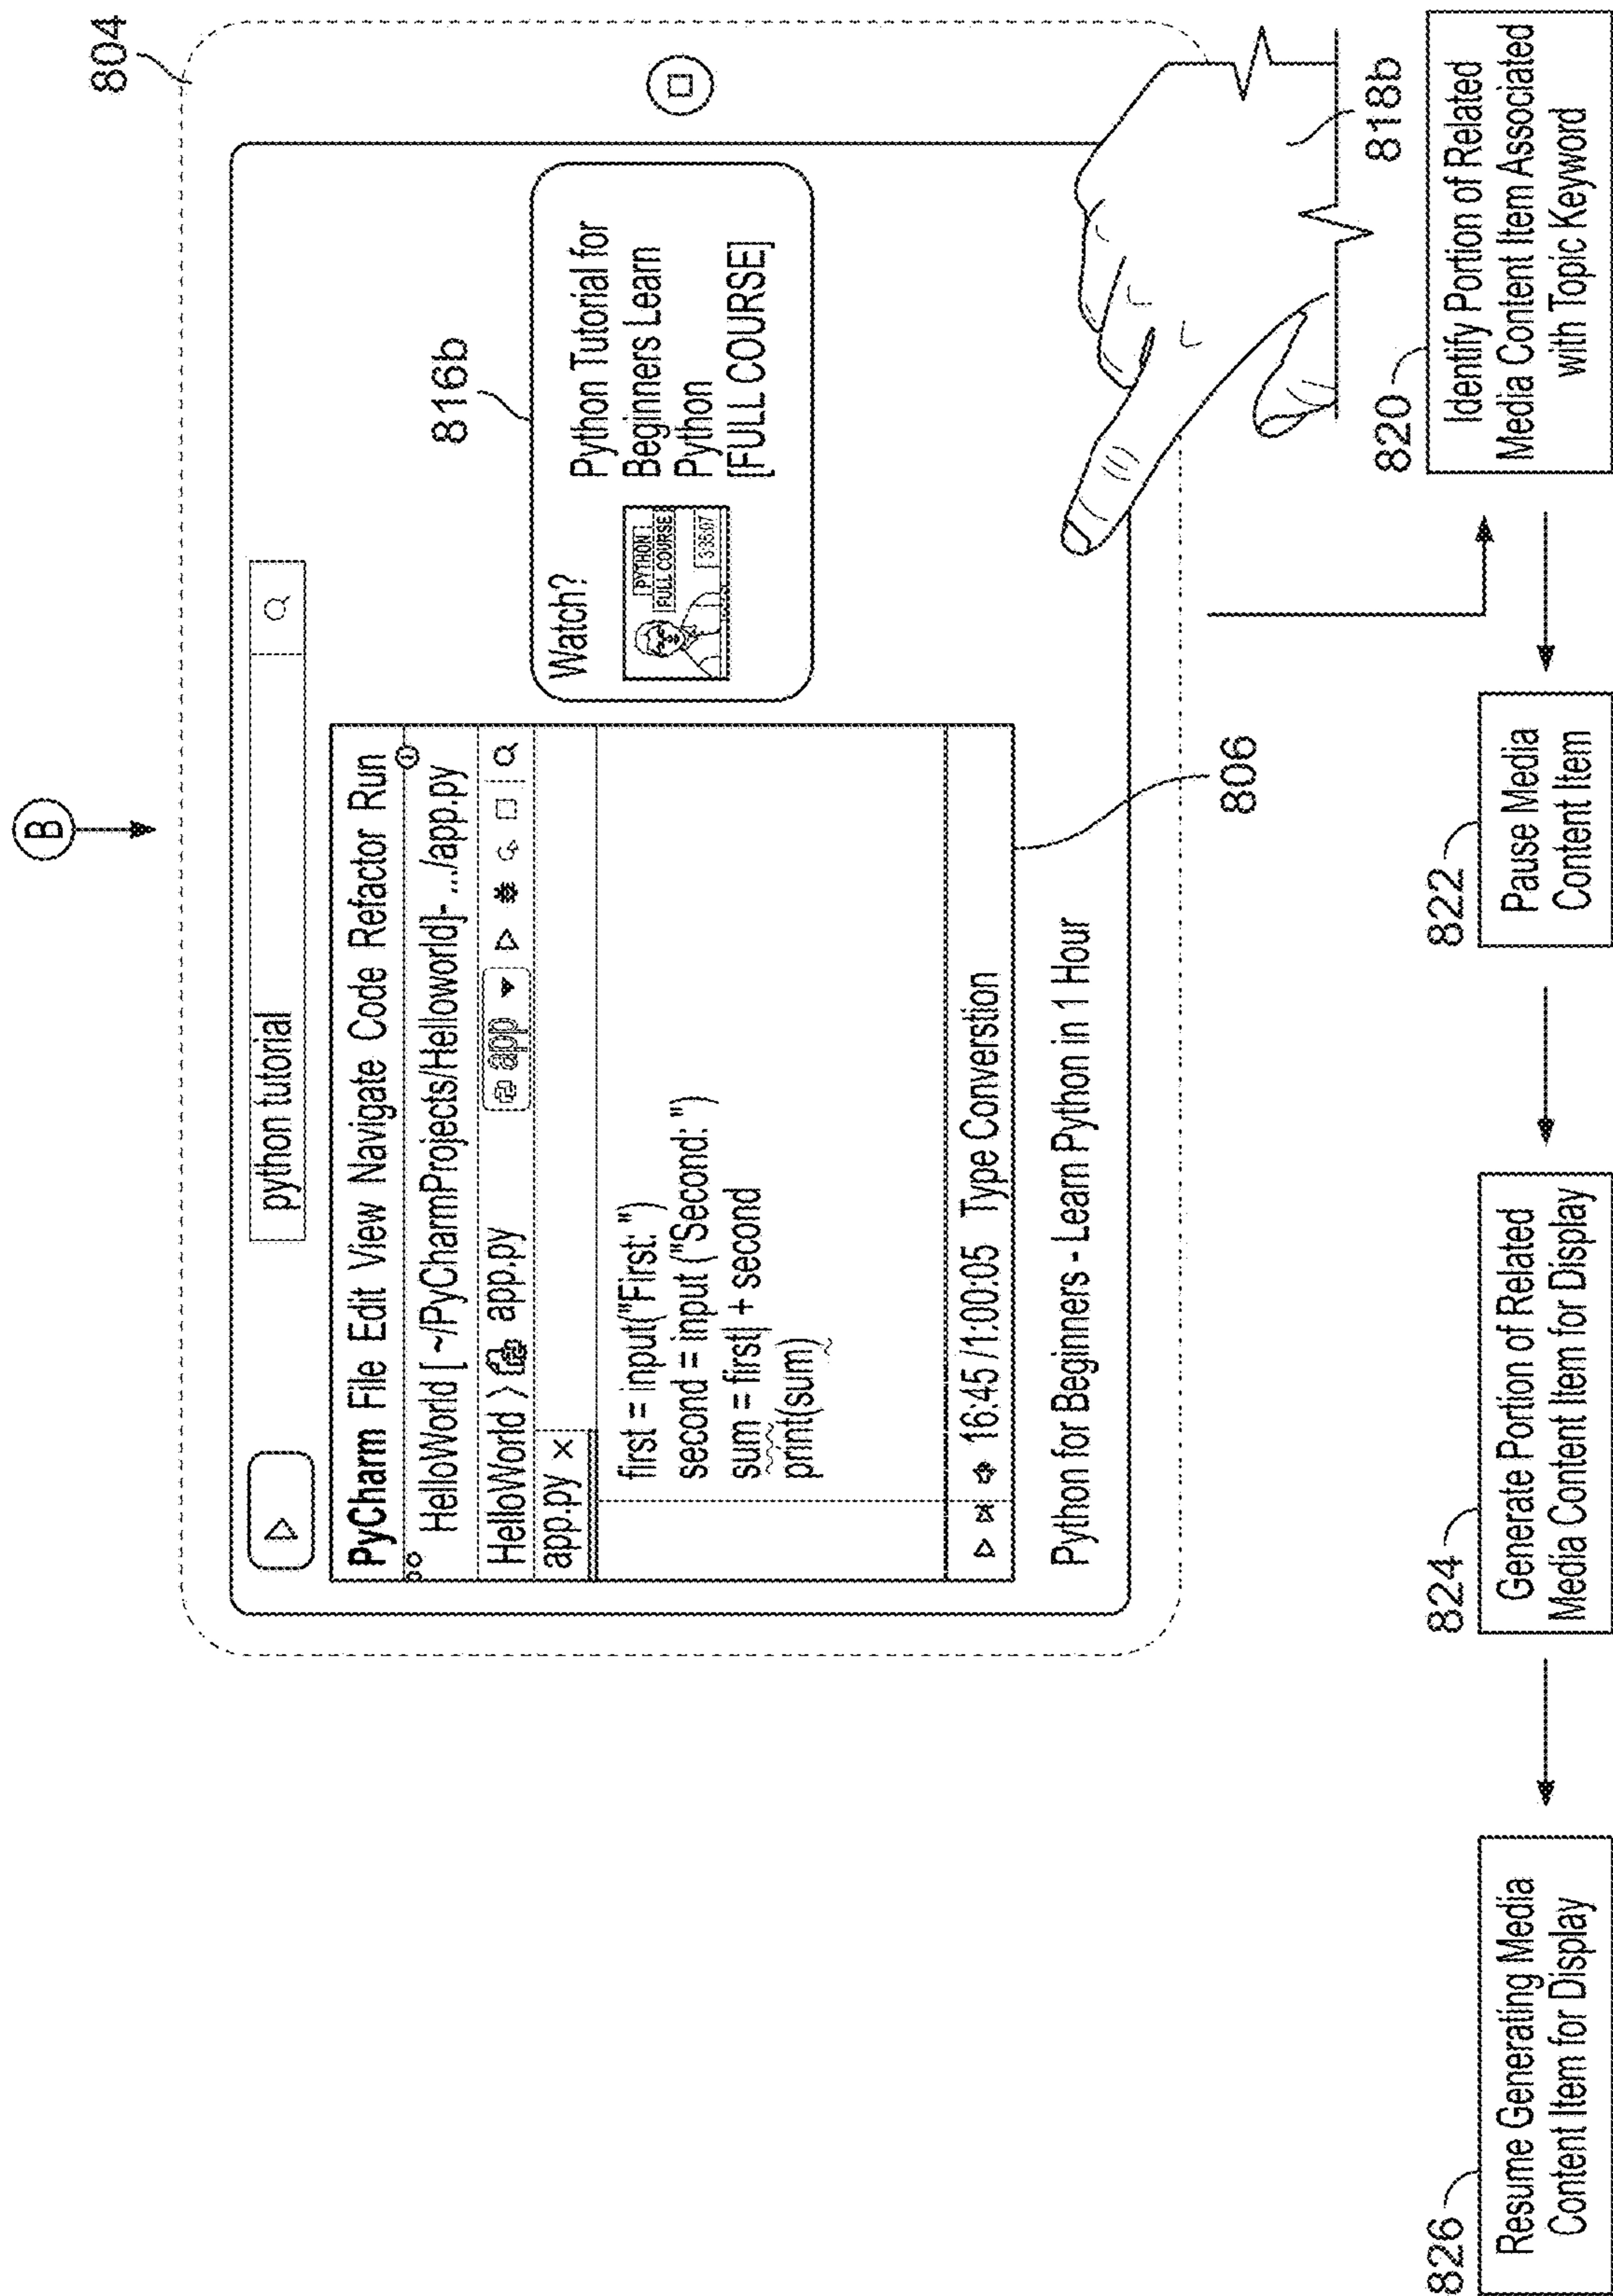 B
804
python tutorial
PyCharm File Edit View Navigate Code Refactor Run
HelloWorld [ ~/PyCharmProjects/Helloworld]- .../app.py
HelloWorld > app.py
app
app.py ×
first = input("First: ")
second = input ("Second: ")
sum = first| + second
print(sum)
16:45 /1:00:05 Type Converstion
Python for Beginners - Learn Python in 1 Hour
816b
Watch?
PYTHON
FULL COURSE
3:36:07
Python Tutorial for
Beginners Learn
Python
[FULL COURSE]
806
818b
820
Identify Portion of Related
Media Content Item Associated
with Topic Keyword
822
Pause Media
Content Item
824
Generate Portion of Related
Media Content Item for Display
826
Resume Generating Media
Content Item for Display